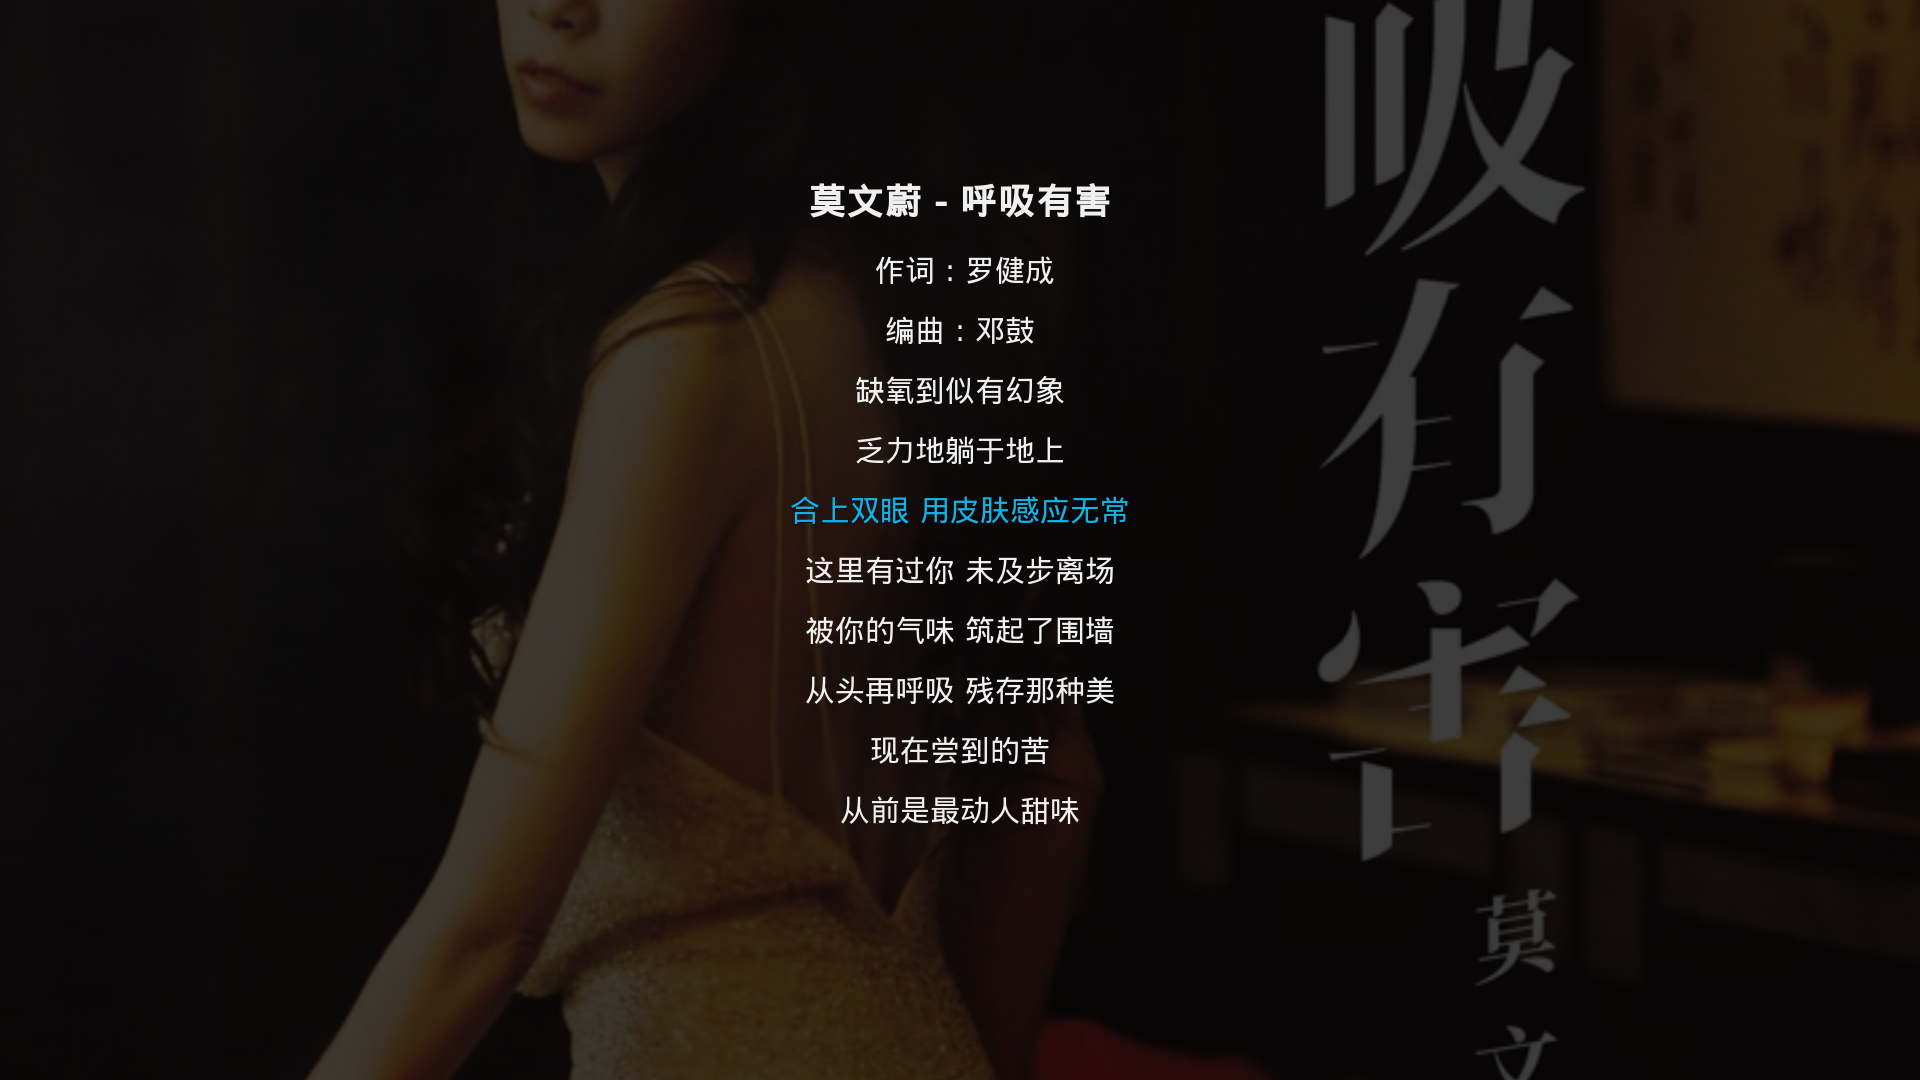 莫文蔚 - 呼吸有害
作词：罗健成
编曲：邓鼓
缺氧到似有幻象
乏力地躺于地上
合上双眼 用皮肤感应无常
这里有过你 未及步离场
被你的气味 筑起了围墙
从头再呼吸 残存那种美
现在尝到的苦
从前是最动人甜味
吸有害
莫文